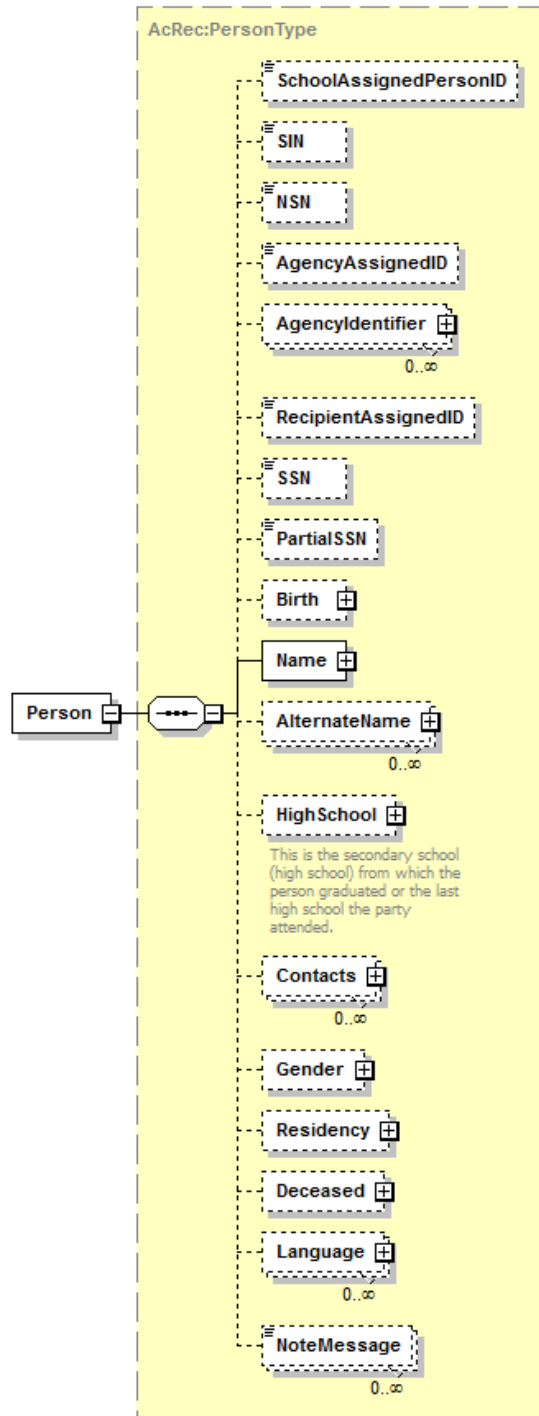 AcRec:PersonType
SchoolAssignedPersonID
SIN
NSN
AgencyAssignedID
AgencyIdentifier
0..∞
RecipientAssignedID
SSN
PartialSSN
Birth
Name
Person
AlternateName
0..∞
HighSchool
This is the secondary school
(high school) from which the
person graduated or the last
high school the party
attended.
Contacts
0..∞
Gender
Residency
Deceased
Language
0..∞
NoteMessage
0..∞